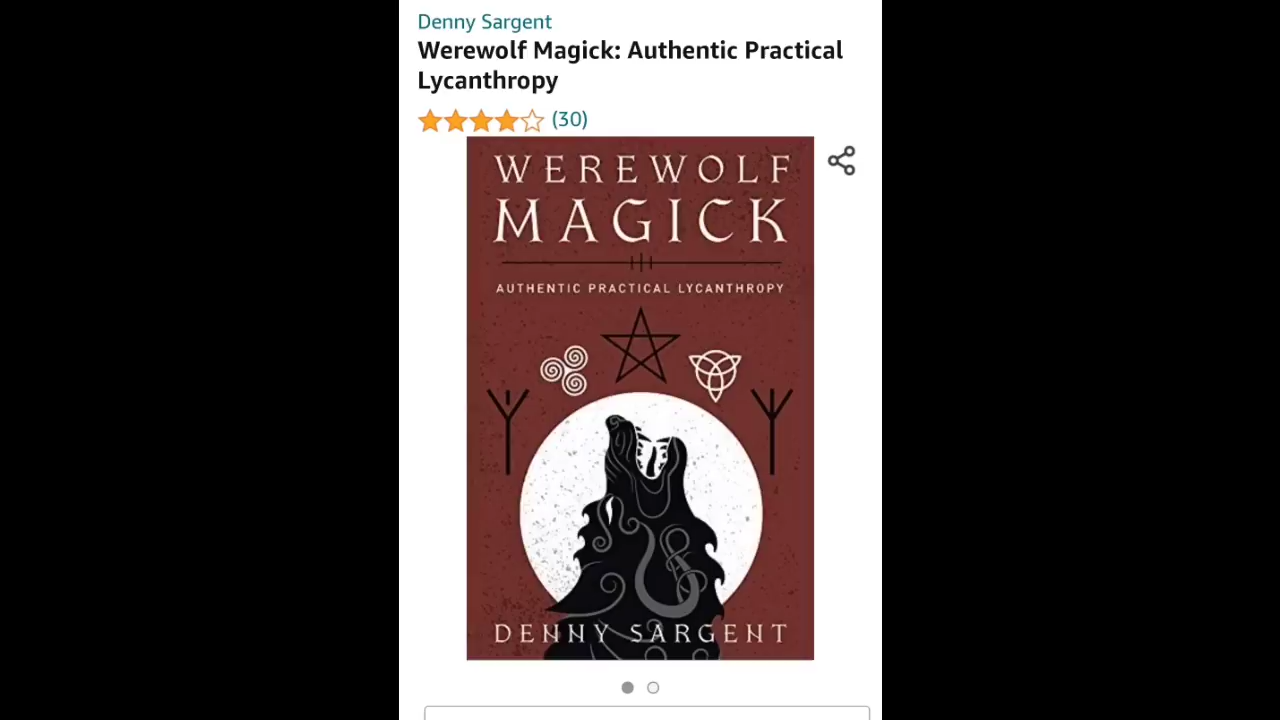 Denny Sargent
Werewolf Magick: Authentic Practical
Lycanthropy
(30)
WEREWOLF
MAGICK
AUTHENTIC PRACTICAL LYCANTHROPY
DENNY SARGENT